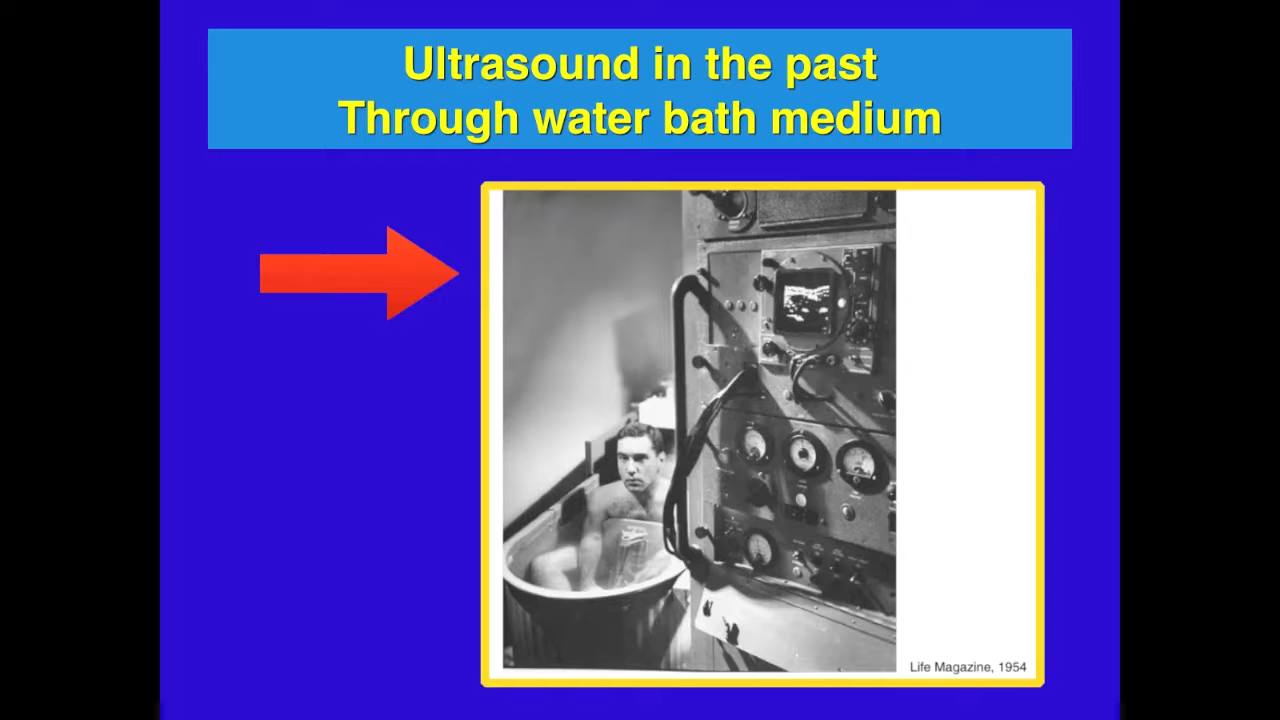 Ultrasound in the past
Through water bath medium
Life Magazine, 1954